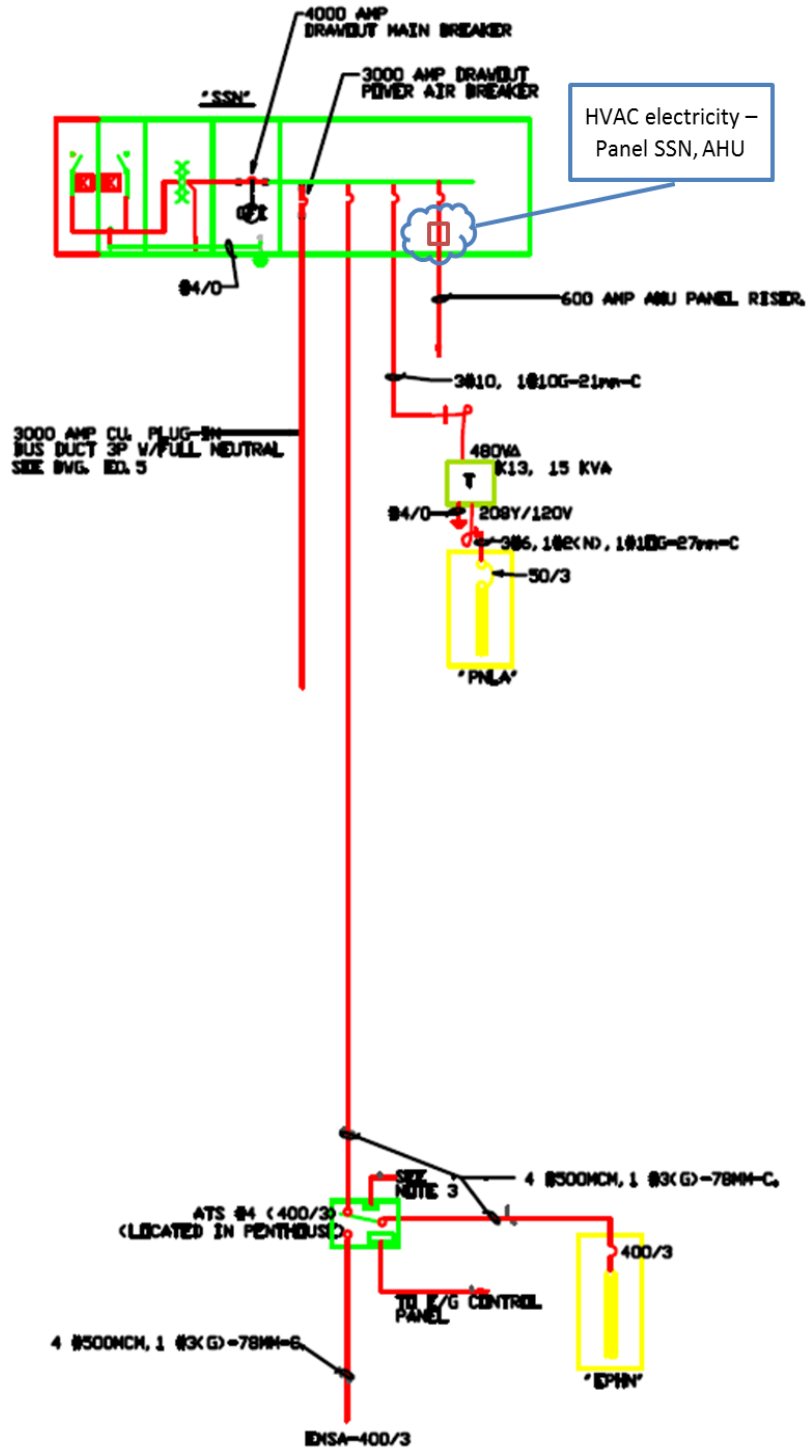 4000 AMP
DRAWOUT MAIN BREAKER
3000 AMP DRAWOUT
POWER AIR BREAKER
"SSN"
HVAC electricity –
Panel SSN, AHU
#4/0
600 AMP AHU PANEL RISER.
3#10, 1#10G-21mm-C
3000 AMP CU. PLUG-IN
BUS DUCT 3P W/FULL NEUTRAL
SEE DWG. E0.5
480VΔ
K13, 15 KVA
T
#4/0
208Y/120V
3#6, 1#2(N), 1#10G-27mm-C
50/3
"PNLA"
4 #500MCM, 1 #3(G)-78MM-C.
SEE
NOTE 3
ATS #4 (400/3)
(LOCATED IN PENTHOUSE)
400/3
TO E/G CONTROL
PANEL
4 #500MCM, 1 #3(G)-78MM-C.
"EPHN"
EMSA-400/3